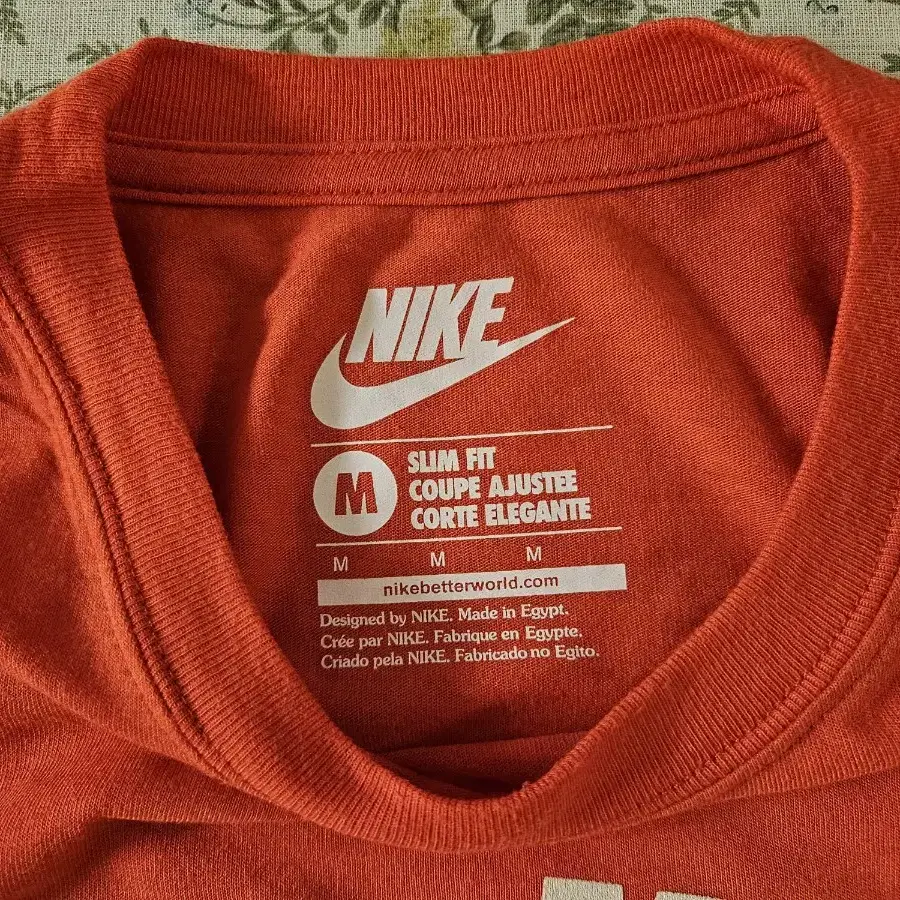 NIKE
M
SLIM FIT
COUPE AJUSTEE
CORTE ELEGANTE
M M M
nikebetterworld.com
Designed by NIKE. Made in Egypt.
Crée par NIKE. Fabrique en Egypte.
Criado pela NIKE. Fabricado no Egito.